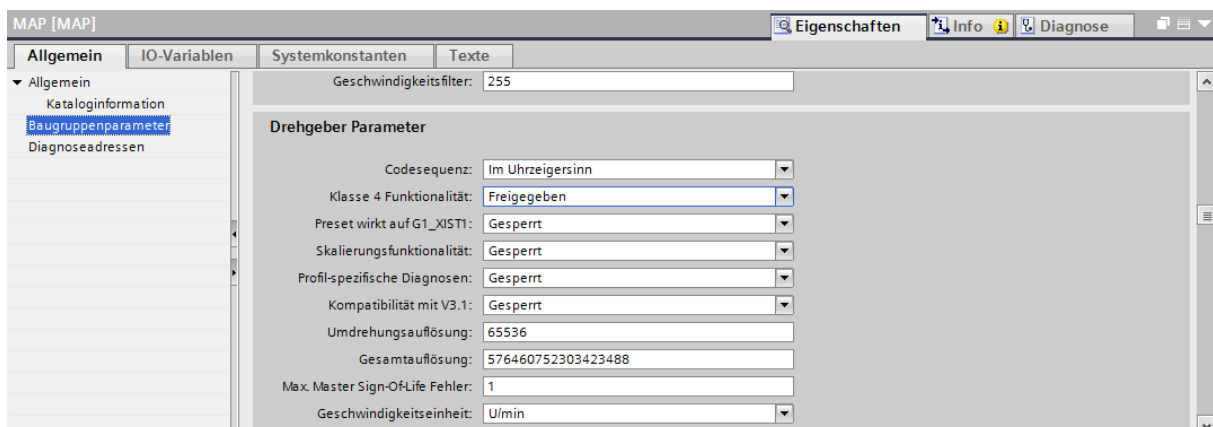 MAP [MAP]
Eigenschaften
Info
Diagnose
Allgemein
IO-Variablen
Systemkonstanten
Texte
Allgemein
Kataloginformation
Baugruppenparameter
Diagnoseadressen
Geschwindigkeitsfilter: 255
Drehgeber Parameter
Codesequenz: Im Uhrzeigersinn
Klasse 4 Funktionalität: Freigegeben
Preset wirkt auf G1_XIST1: Gesperrt
Skalierungsfunktionalität: Gesperrt
Profil-spezifische Diagnosen: Gesperrt
Kompatibilität mit V3.1: Gesperrt
Umdrehungsauflösung: 65536
Gesamtauflösung: 576460752303423488
Max. Master Sign-Of-Life Fehler: 1
Geschwindigkeitseinheit: U/min